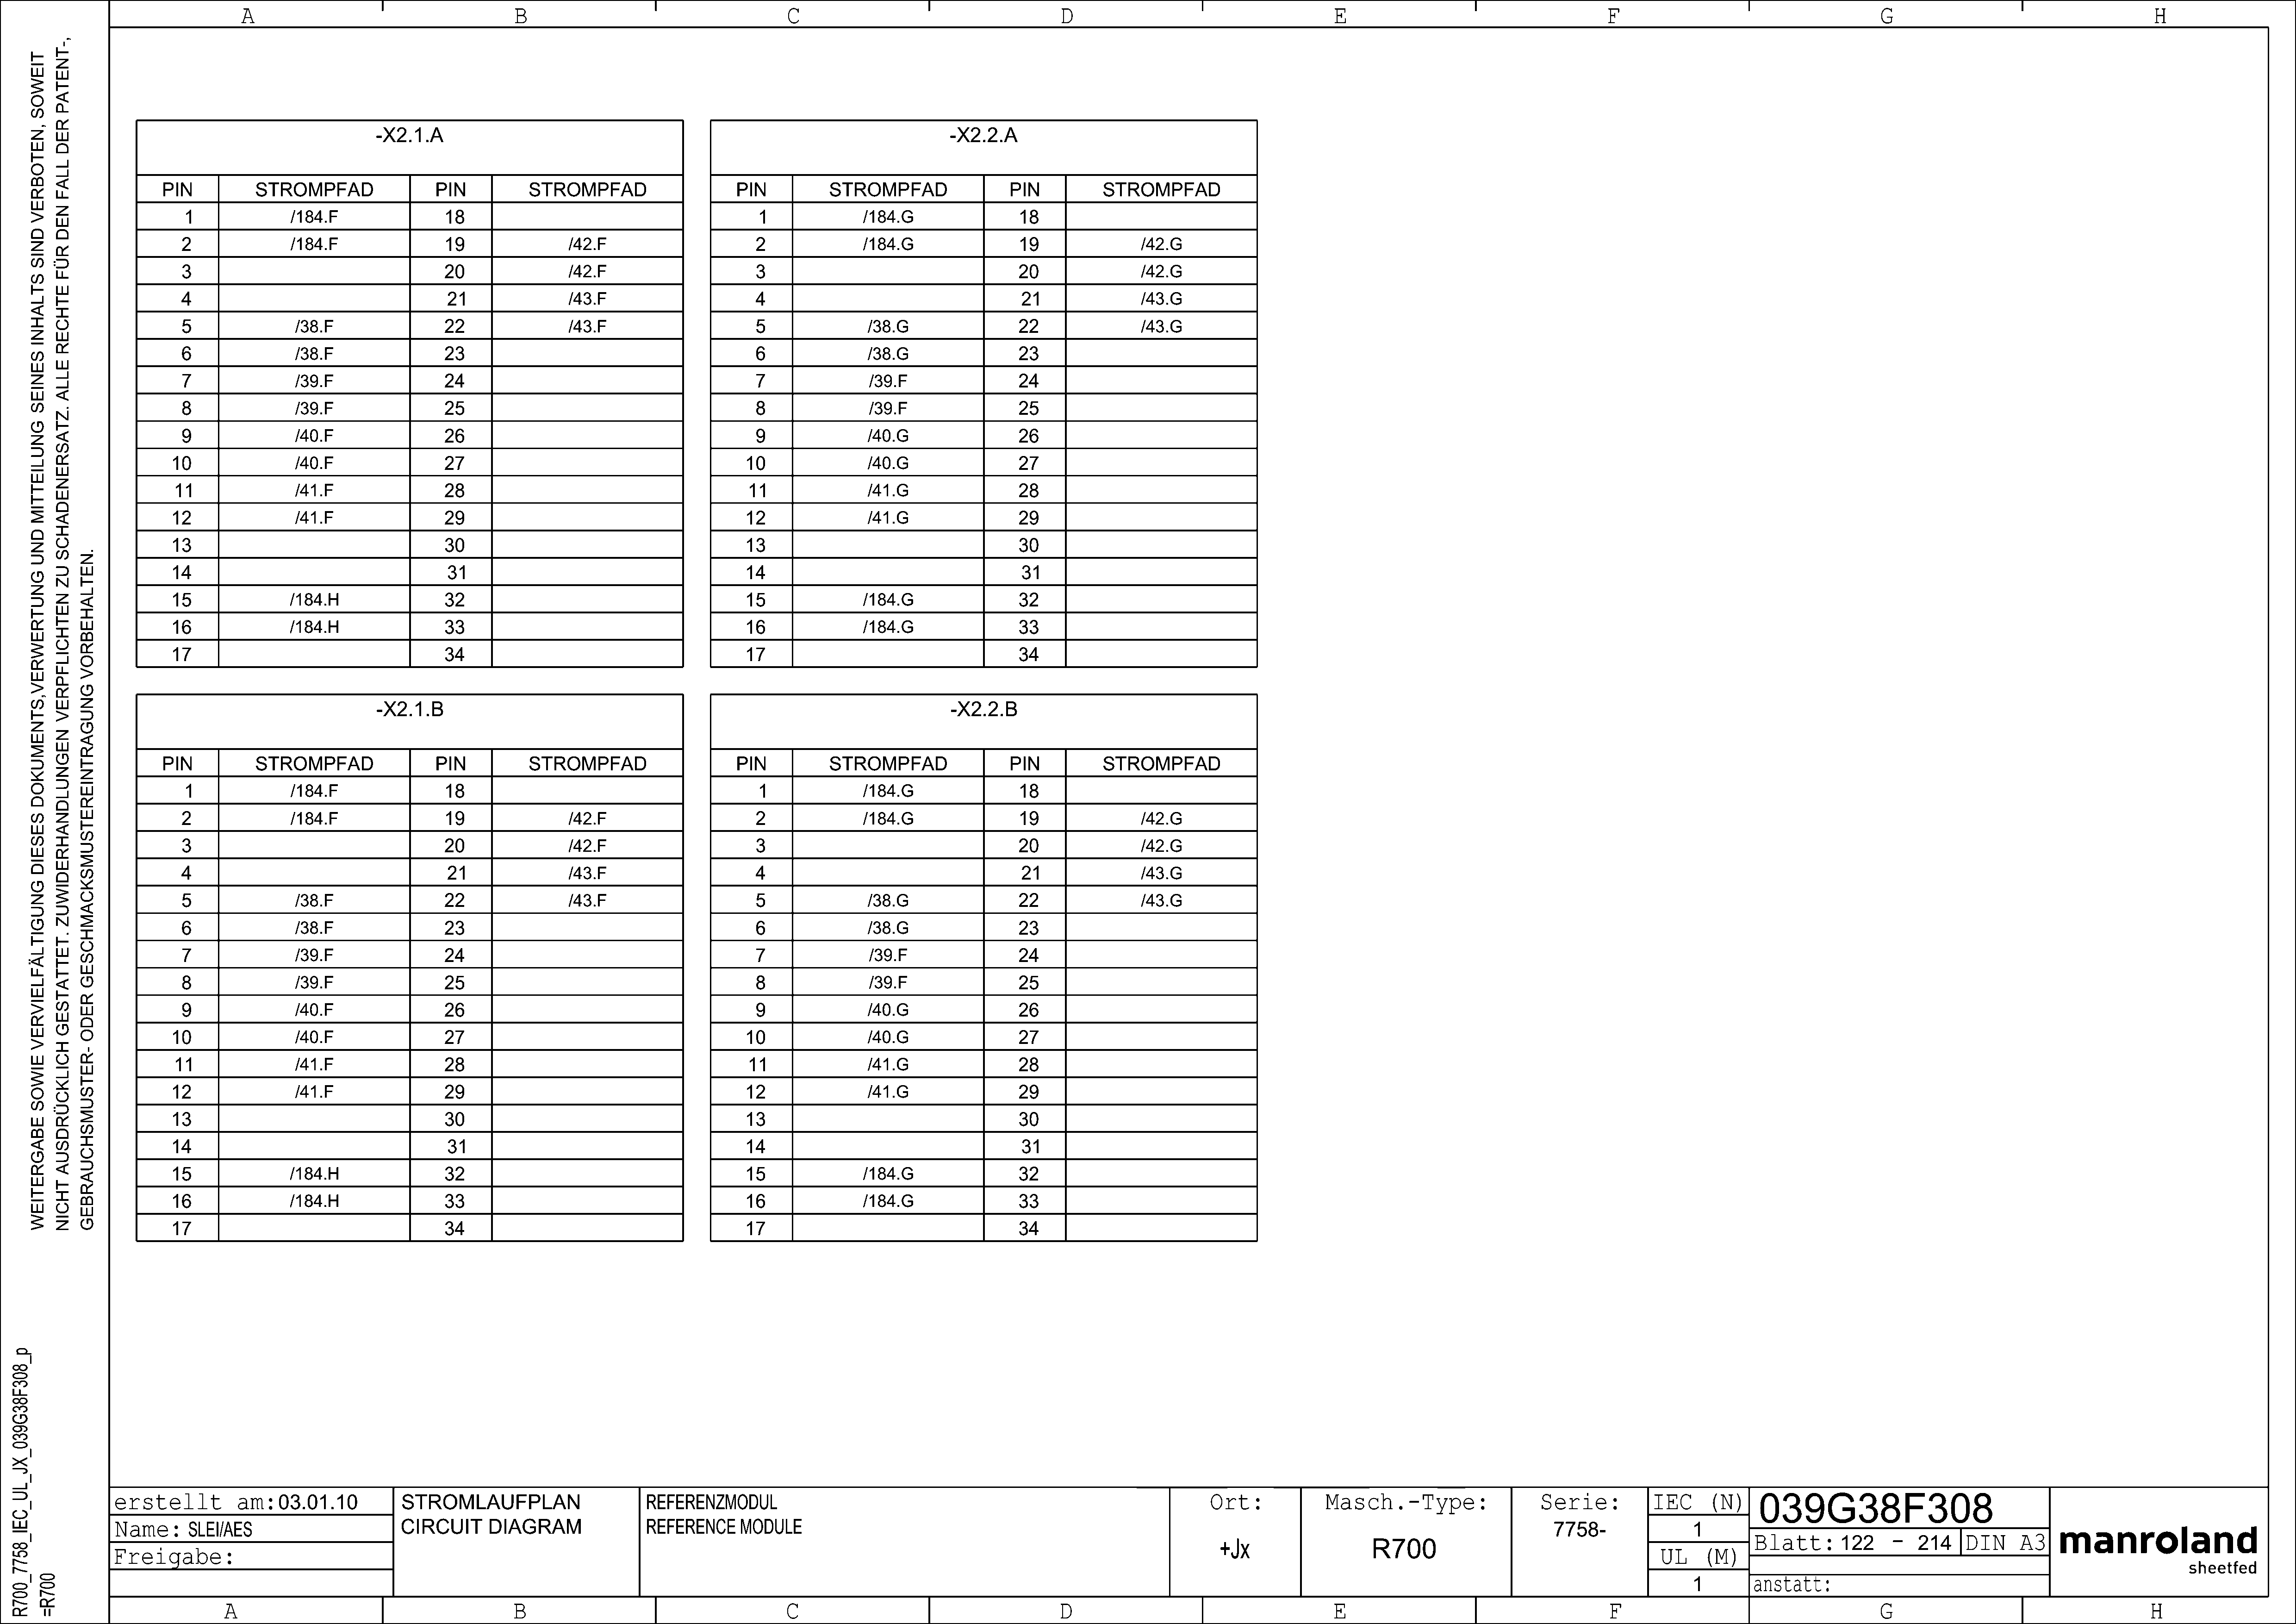 A B C D E F G H
WEITERGABE SOWIE VERVIELFÄLTIGUNG DIESES DOKUMENTS,VERWERTUNG UND MITTEILUNG SEINES INHALTS SIND VERBOTEN, SOWEIT
NICHT AUSDRÜCKLICH GESTATTET. ZUWIDERHANDLUNGEN VERPFLICHTEN ZU SCHADENERSATZ. ALLE RECHTE FÜR DEN FALL DER PATENT-,
GEBRAUCHSMUSTER- ODER GESCHMACKSMUSTEREINTRAGUNG VORBEHALTEN.
R700_7758_IEC_UL_JX_039G38F308_p
=R700
-X2.1.A
PIN STROMPFAD PIN STROMPFAD
1 /184.F 18
2 /184.F 19 /42.F
3 20 /42.F
4 21 /43.F
5 /38.F 22 /43.F
6 /38.F 23
7 /39.F 24
8 /39.F 25
9 /40.F 26
10 /40.F 27
11 /41.F 28
12 /41.F 29
13 30
14 31
15 /184.H 32
16 /184.H 33
17 34
-X2.2.A
PIN STROMPFAD PIN STROMPFAD
1 /184.G 18
2 /184.G 19 /42.G
3 20 /42.G
4 21 /43.G
5 /38.G 22 /43.G
6 /38.G 23
7 /39.F 24
8 /39.F 25
9 /40.G 26
10 /40.G 27
11 /41.G 28
12 /41.G 29
13 30
14 31
15 /184.G 32
16 /184.G 33
17 34
-X2.1.B
PIN STROMPFAD PIN STROMPFAD
1 /184.F 18
2 /184.F 19 /42.F
3 20 /42.F
4 21 /43.F
5 /38.F 22 /43.F
6 /38.F 23
7 /39.F 24
8 /39.F 25
9 /40.F 26
10 /40.F 27
11 /41.F 28
12 /41.F 29
13 30
14 31
15 /184.H 32
16 /184.H 33
17 34
-X2.2.B
PIN STROMPFAD PIN STROMPFAD
1 /184.G 18
2 /184.G 19 /42.G
3 20 /42.G
4 21 /43.G
5 /38.G 22 /43.G
6 /38.G 23
7 /39.F 24
8 /39.F 25
9 /40.G 26
10 /40.G 27
11 /41.G 28
12 /41.G 29
13 30
14 31
15 /184.G 32
16 /184.G 33
17 34
erstellt am: 03.01.10
Name: SLEI/AES
Freigabe:
STROMLAUFPLAN
CIRCUIT DIAGRAM
REFERENZMODUL
REFERENCE MODULE
Ort:
+Jx
Masch.-Type:
R700
Serie:
7758-
IEC (N)
1
UL (M)
1
039G38F308
Blatt: 122 - 214 DIN A3
anstatt:
manroland
sheetfed
A B C D E F G H